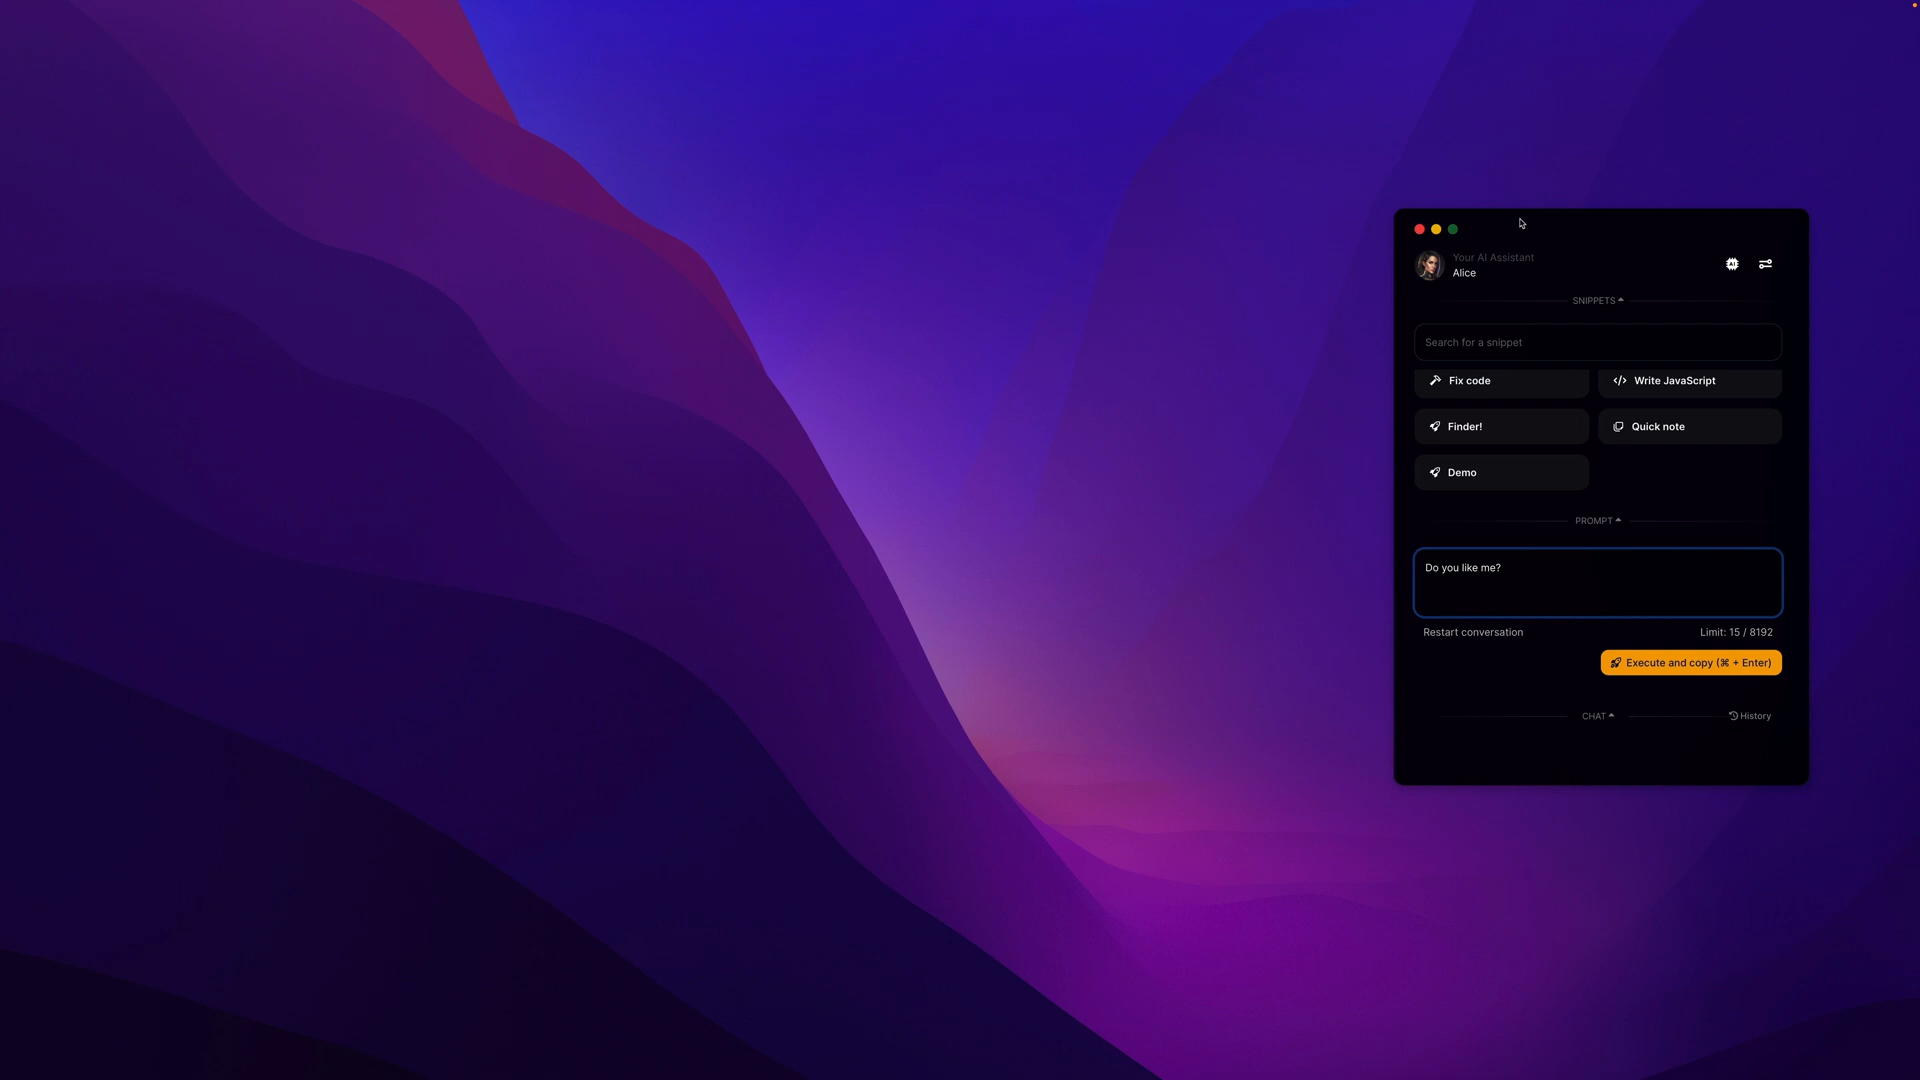 Your AI Assistant
Alice
SNIPPETS
Search for a snippet
Fix code
Write JavaScript
Finder!
Quick note
Demo
PROMPT
Do you like me?
Restart conversation
Limit: 15 / 8192
Execute and copy (⌘ + Enter)
CHAT
History